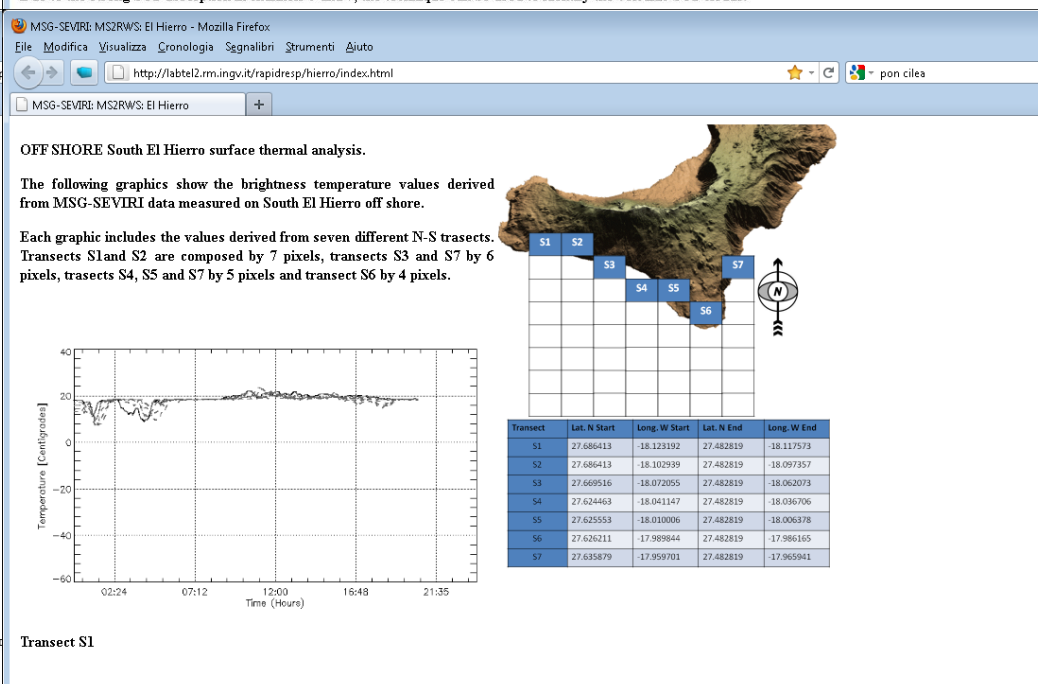 MSG-SEVIRI: MS2RWS: El Hierro - Mozilla Firefox
File Modifica Visualizza Cronologia Segnalibri Strumenti Aiuto
http://labtel2.rm.ingv.it/rapidresp/hierro/index.html
pon cilea
MSG-SEVIRI: MS2RWS: El Hierro
OFF SHORE South El Hierro surface thermal analysis.
The following graphics show the brightness temperature values derived
from MSG-SEVIRI data measured on South El Hierro off shore.
Each graphic includes the values derived from seven different N-S trasects.
Transects S1and S2 are composed by 7 pixels, transects S3 and S7 by 6
pixels, trasects S4, S5 and S7 by 5 pixels and transect S6 by 4 pixels.
S1 S2
S3 S7
S4 S5
S6
N
40
20
0
-20
-40
-60
Temperature [Centigrades]
02:24 07:12 12:00 16:48 21:35
Time (Hours)
Transect Lat. N Start Long. W Start Lat. N End Long. W End
S1 27.686413 -18.123192 27.482819 -18.117573
S2 27.686413 -18.102939 27.482819 -18.097357
S3 27.669516 -18.072055 27.482819 -18.062073
S4 27.624463 -18.041147 27.482819 -18.036706
S5 27.625553 -18.010006 27.482819 -18.006378
S6 27.626211 -17.989844 27.482819 -17.986165
S7 27.635879 -17.959701 27.482819 -17.965941
Transect S1